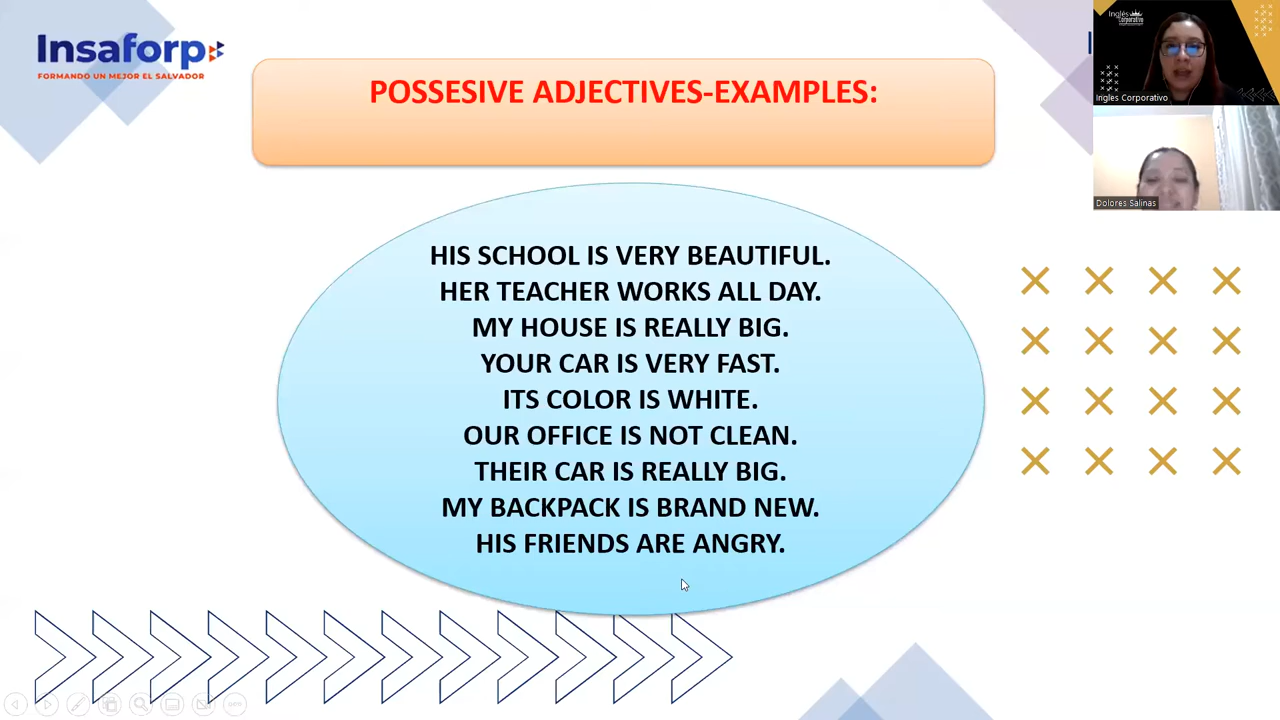 Insaforp
FORMANDO UN MEJOR EL SALVADOR
POSSESIVE ADJECTIVES-EXAMPLES:
HIS SCHOOL IS VERY BEAUTIFUL.
HER TEACHER WORKS ALL DAY.
MY HOUSE IS REALLY BIG.
YOUR CAR IS VERY FAST.
ITS COLOR IS WHITE.
OUR OFFICE IS NOT CLEAN.
THEIR CAR IS REALLY BIG.
MY BACKPACK IS BRAND NEW.
HIS FRIENDS ARE ANGRY.
Inglés
Corporativo
Ingles Corporativo
Dolores Salinas